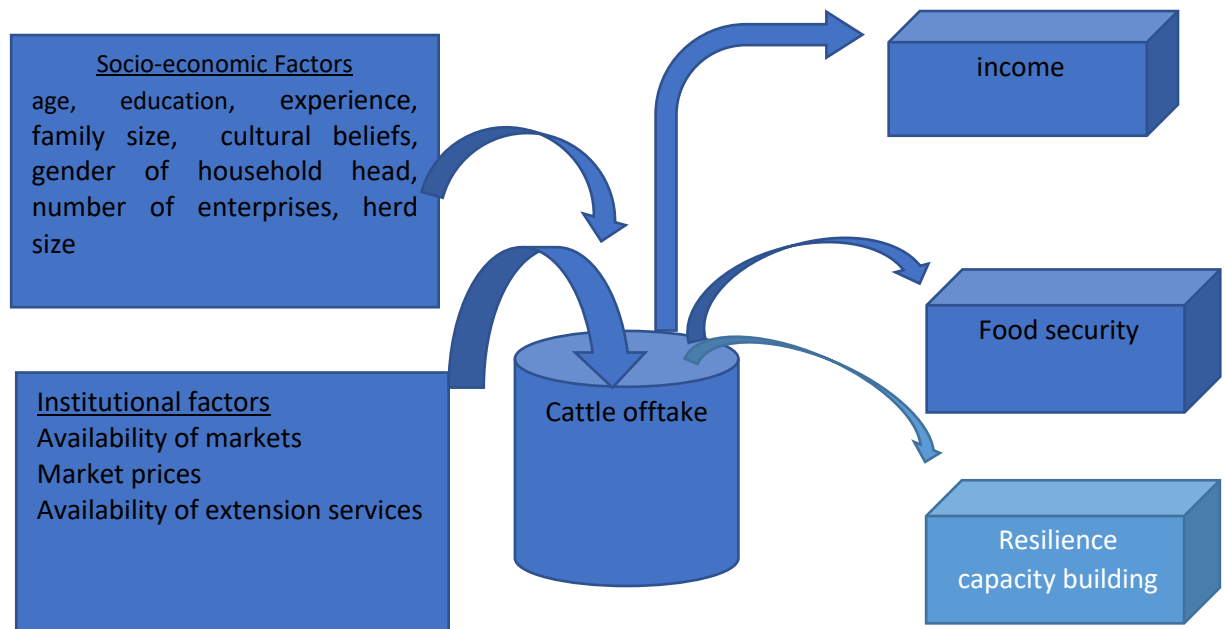 Socio-economic Factors
age, education, experience,
family size, cultural beliefs,
gender of household head,
number of enterprises, herd
size
Institutional factors
Availability of markets
Market prices
Availability of extension services
Cattle offtake
income
Food security
Resilience
capacity building